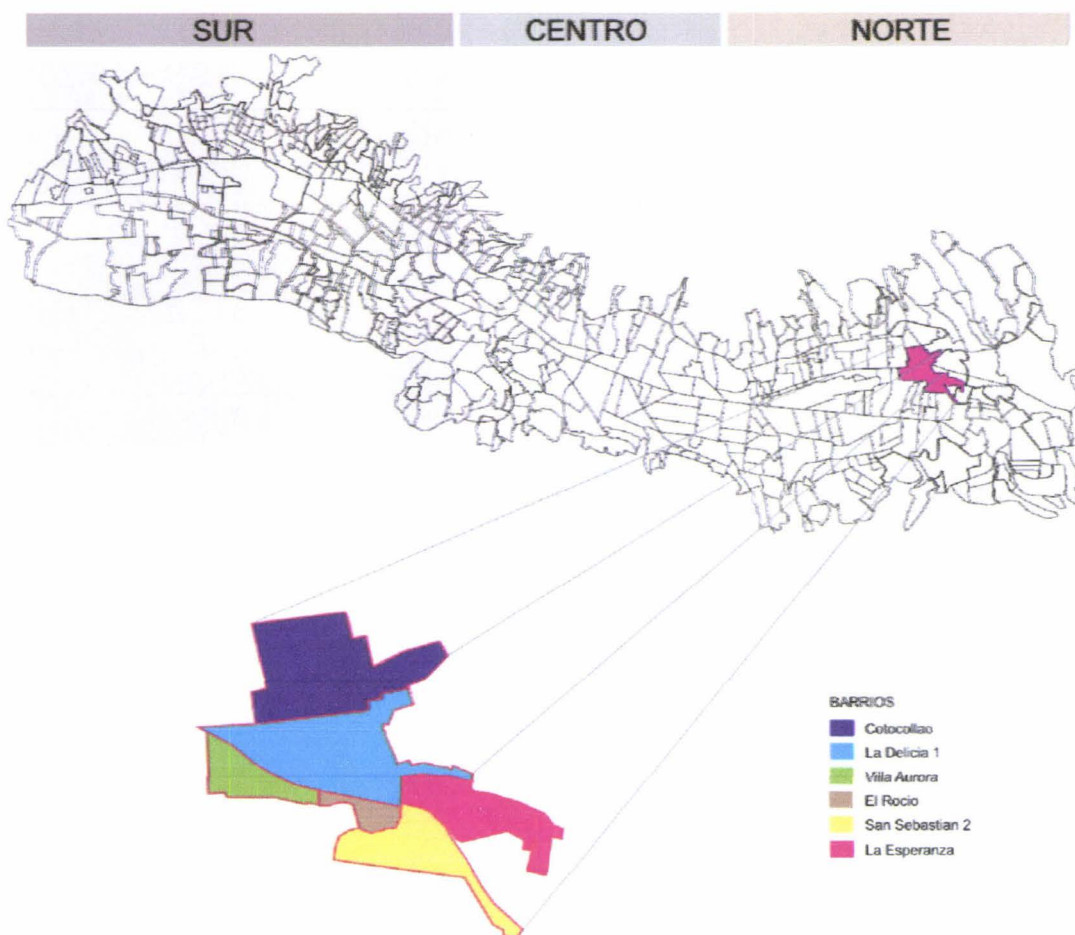 SUR
CENTRO
NORTE
BARRIOS
Cotocollao
La Delicia 1
Villa Aurora
El Rocio
San Sebastian 2
La Esperanza